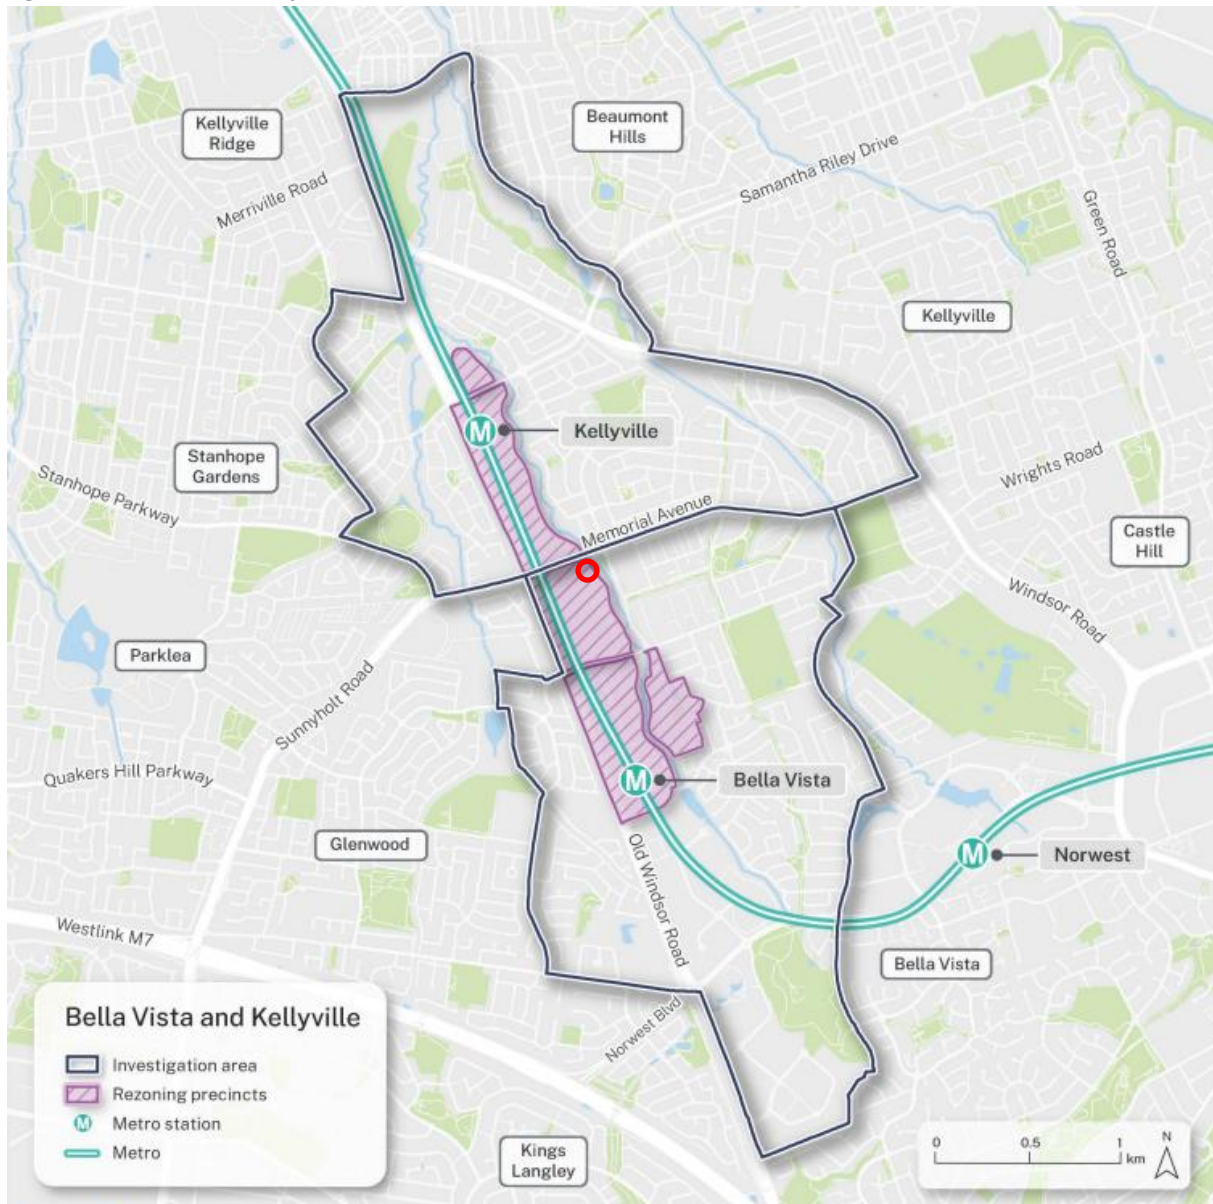 Kellyville
Ridge
Beaumont
Hills
Samantha Riley Drive
Merriville Road
Green Road
Kellyville
M
Kellyville
Stanhope
Gardens
Wrights Road
Stanhope Parkway
Memorial Avenue
Castle
Hill
Windsor Road
Parklea
Sunnyholt Road
Quakers Hill Parkway
M
Bella Vista
Glenwood
Old Windsor Road
M
Norwest
Westlink M7
Bella Vista
Norwest Blvd
Bella Vista and Kellyville
Investigation area
Rezoning precincts
M
Metro station
Metro
Kings
Langley
0
0.5
1
km
N